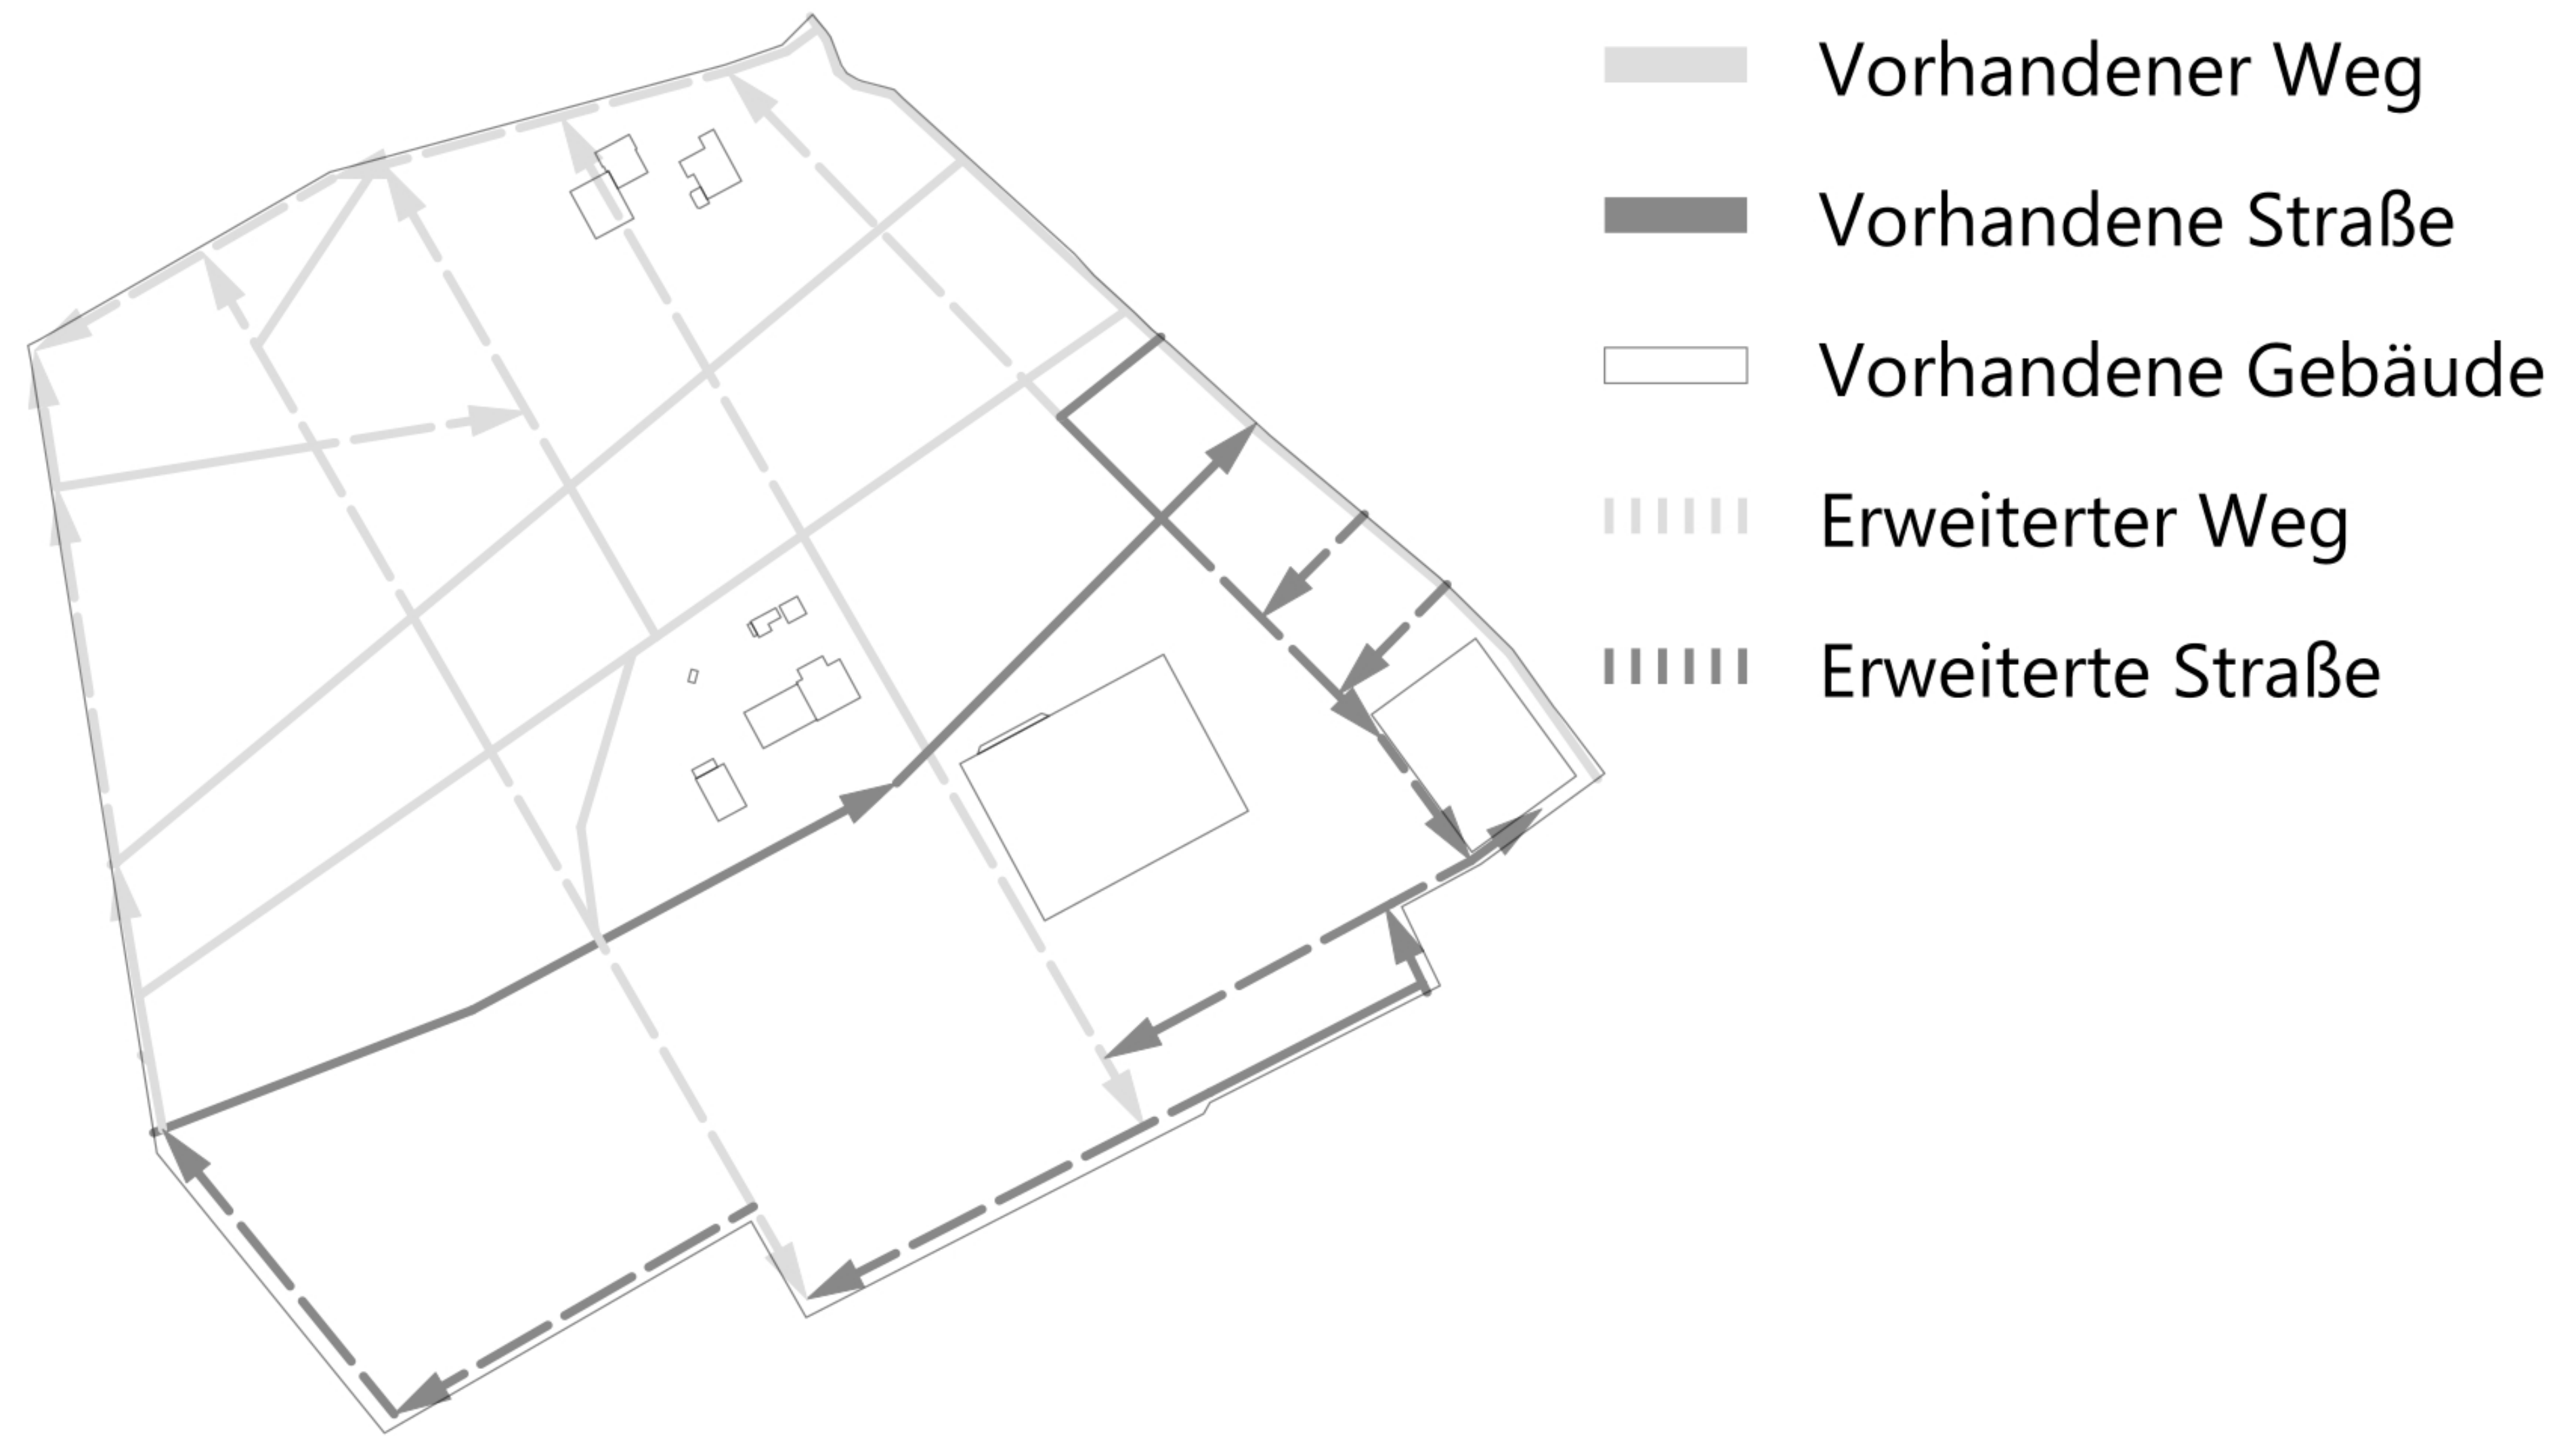 Vorhandener Weg
Vorhandene Straße
Vorhandene Gebäude
Erweiterter Weg
Erweiterte Straße